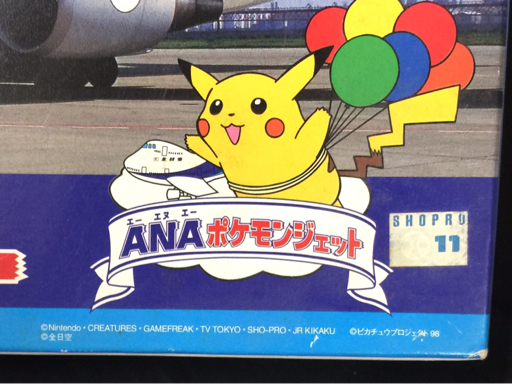 エー エヌ エー
ANAポケモンジェット
全日空
SHOPRO
11
©Nintendo・CREATURES・GAMEFREAK・TV TOKYO・SHO-PRO・JR KIKAKU ©ピカチュウプロジェクト98
©全日空